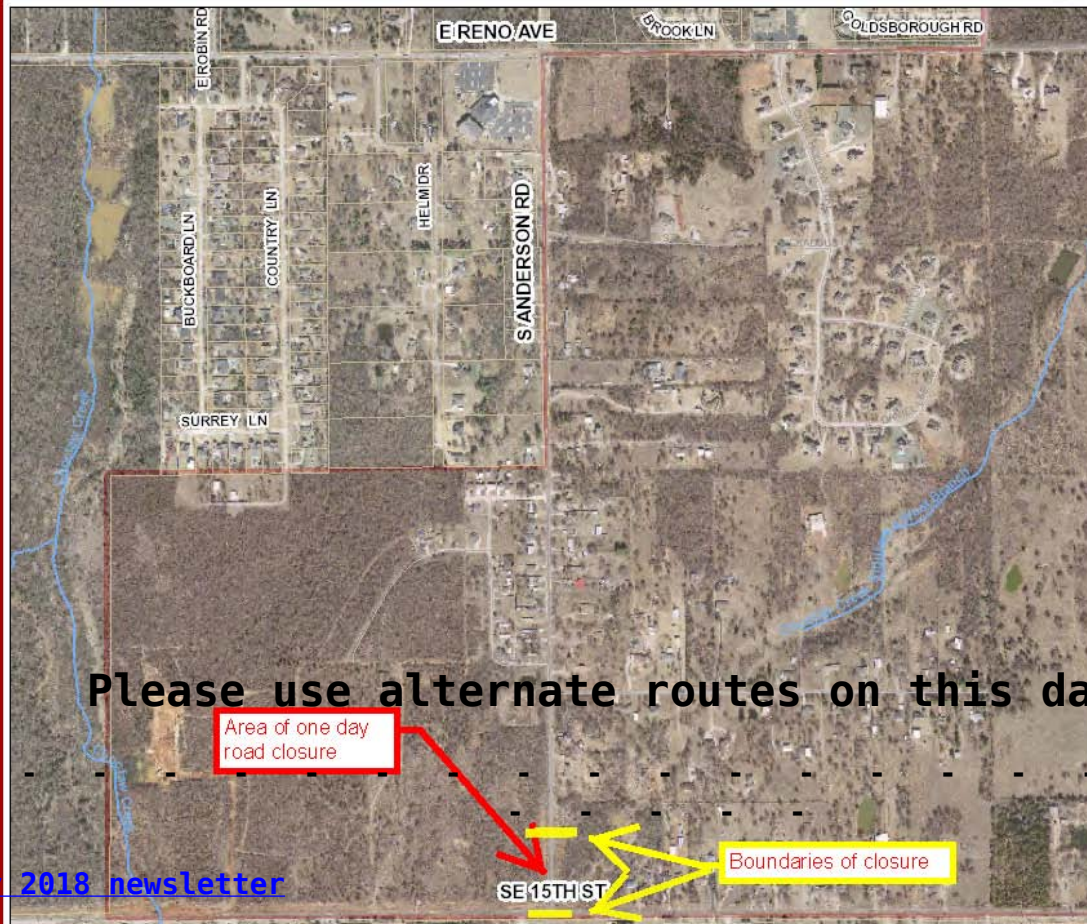 E RENO AVE
BROOK LN
GOLDSBOROUGH RD
E ROBIN RD
BUCKBOARD LN
COUNTRY LN
HELM DR
S ANDERSON RD
SURREY LN
Please use alternate routes on this da
Area of one day
road closure
- - - - - - - - - - - - - - -
- - - - -
Boundaries of closure
2018 newsletter
SE 15TH ST